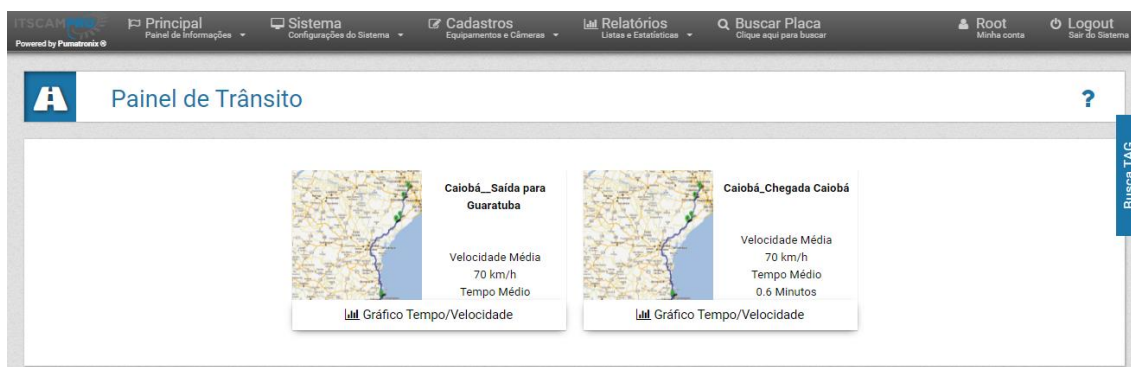 ITSCAMPRO
Powered by Pumatronix ®
Principal
Painel de Informações
Sistema
Configurações do Sistema
Cadastros
Equipamentos e Câmeras
Relatórios
Listas e Estatísticas
Buscar Placa
Clique aqui para buscar
Root
Minha conta
Logout
Sair do Sistema
Painel de Trânsito
?
Busca TAG
Caiobá__Saída para
Guaratuba
Velocidade Média
70 km/h
Tempo Médio
Gráfico Tempo/Velocidade
Caiobá_Chegada Caiobá
Velocidade Média
70 km/h
Tempo Médio
0.6 Minutos
Gráfico Tempo/Velocidade